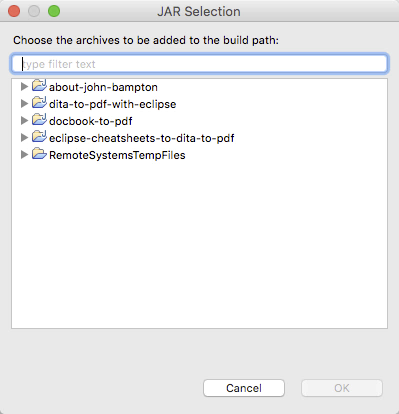 JAR Selection
Choose the archives to be added to the build path:
type filter text
about-john-bampton
dita-to-pdf-with-eclipse
docbook-to-pdf
eclipse-cheatsheets-to-dita-to-pdf
RemoteSystemsTempFiles
Cancel
OK